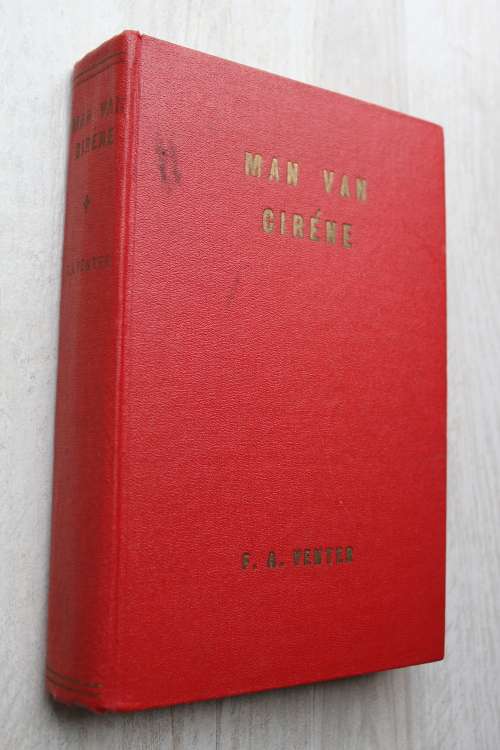 MAN VAN
CIRÉNE
F. A. VENTER
MAN VAN
CIRÉNE
F.A. VENTER